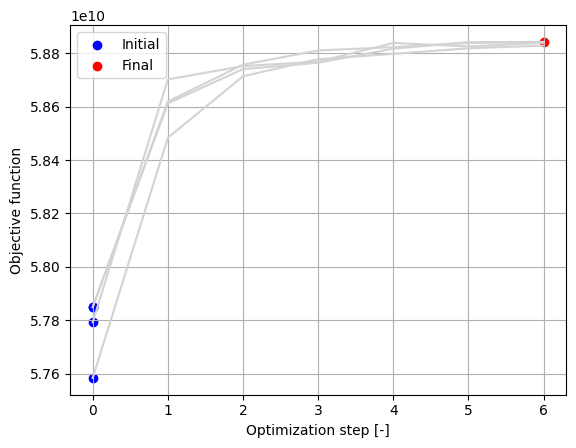 1e10
Initial
Final
5.88
5.86
5.84
5.82
5.80
5.78
5.76
Objective function
0 1 2 3 4 5 6
Optimization step [-]